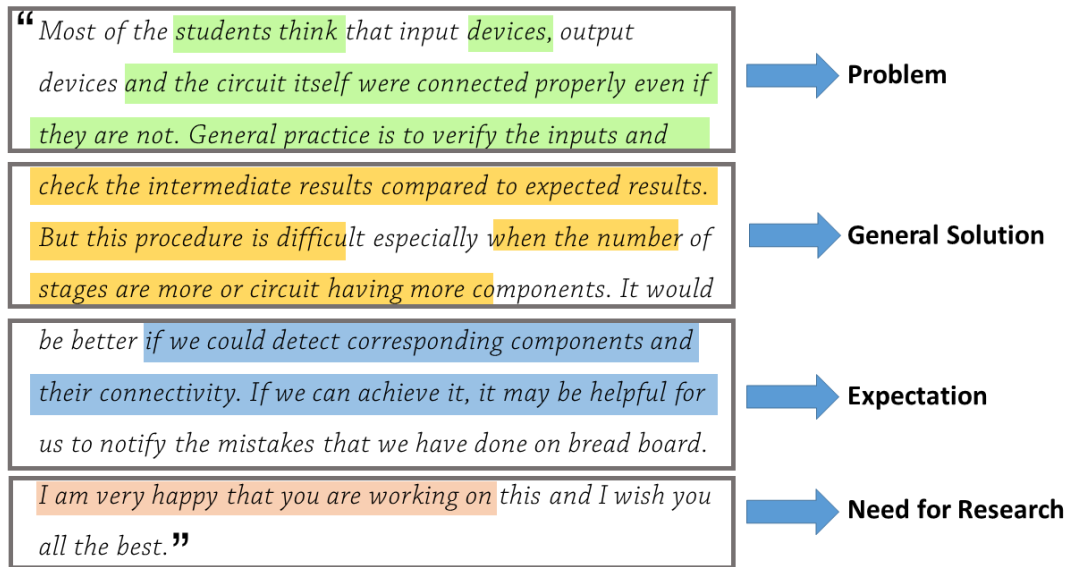 “ Most of the students think that input devices, output
devices and the circuit itself were connected properly even if
they are not. General practice is to verify the inputs and
Problem
check the intermediate results compared to expected results.
But this procedure is difficult especially when the number of
stages are more or circuit having more components. It would
General Solution
be better if we could detect corresponding components and
their connectivity. If we can achieve it, it may be helpful for
us to notify the mistakes that we have done on bread board.
Expectation
I am very happy that you are working on this and I wish you
all the best.”
Need for Research